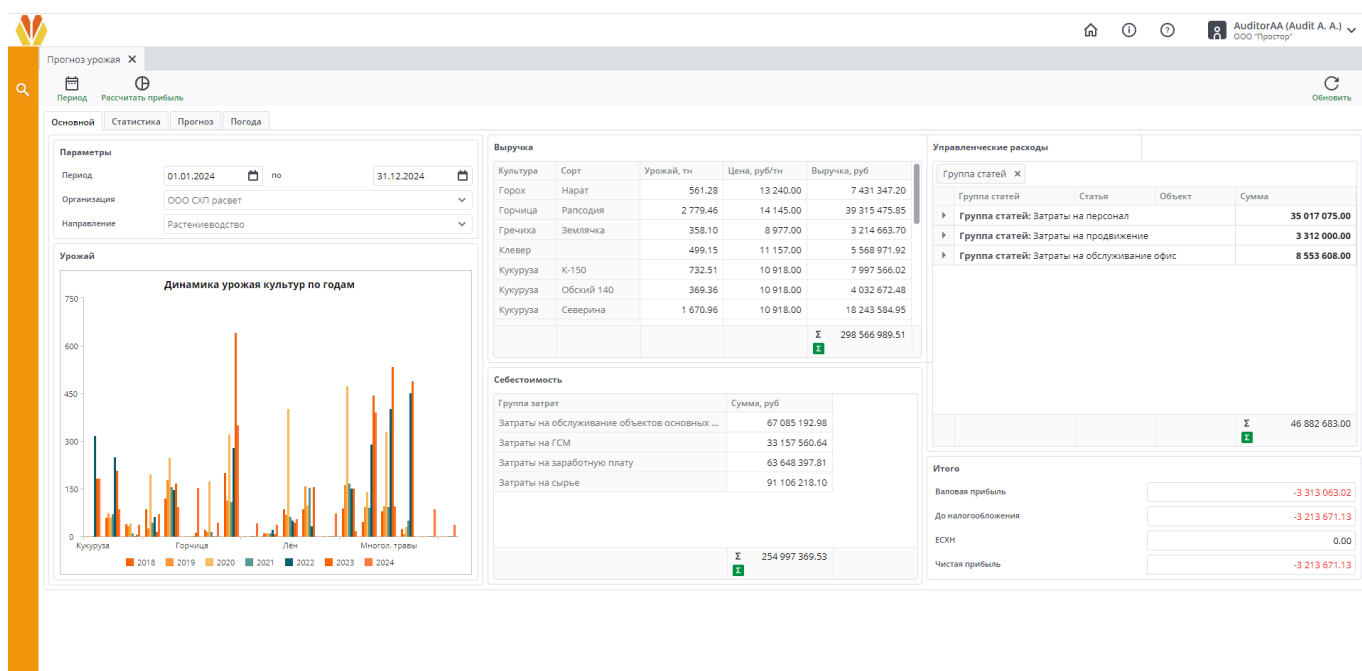 AuditorAA (Audit A. A.)
ООО "Простор"
Прогноз урожая
Период
Рассчитать прибыль
Обновить
Основной Статистика Прогноз Погода
Параметры
Период 01.01.2024 по 31.12.2024
Организация ООО СХП расвет
Направление Растениеводство
Урожай
Динамика урожая культур по годам
750
600
450
300
150
0
Кукуруза Горчица Лён Многол. травы
2018 2019 2020 2021 2022 2023 2024
Выручка
Культура Сорт Урожай, тн Цена, руб/тн Выручка, руб
Горох Нарат 561.28 13 240.00 7 431 347.20
Горчица Рапсодия 2 779.46 14 145.00 39 315 475.85
Гречиха Землячка 358.10 8 977.00 3 214 663.70
Клевер 499.15 11 157.00 5 568 971.92
Кукуруза К-150 732.51 10 918.00 7 997 566.02
Кукуруза Обский 140 369.36 10 918.00 4 032 672.48
Кукуруза Северина 1 670.96 10 918.00 18 243 584.95
Σ 298 566 989.51
Σ
Себестоимость
Группа затрат Сумма, руб
Затраты на обслуживание объектов основных ... 67 085 192.98
Затраты на ГСМ 33 157 560.64
Затраты на заработную плату 63 648 397.81
Затраты на сырье 91 106 218.10
Σ 254 997 369.53
Σ
Управленческие расходы
Группа статей
Группа статей Статья Объект Сумма
Группа статей: Затраты на персонал 35 017 075.00
Группа статей: Затраты на продвижение 3 312 000.00
Группа статей: Затраты на обслуживание офис 8 553 608.00
Σ 46 882 683.00
Σ
Итого
Валовая прибыль -3 313 063.02
До налогообложения -3 213 671.13
ЕСХН 0.00
Чистая прибыль -3 213 671.13